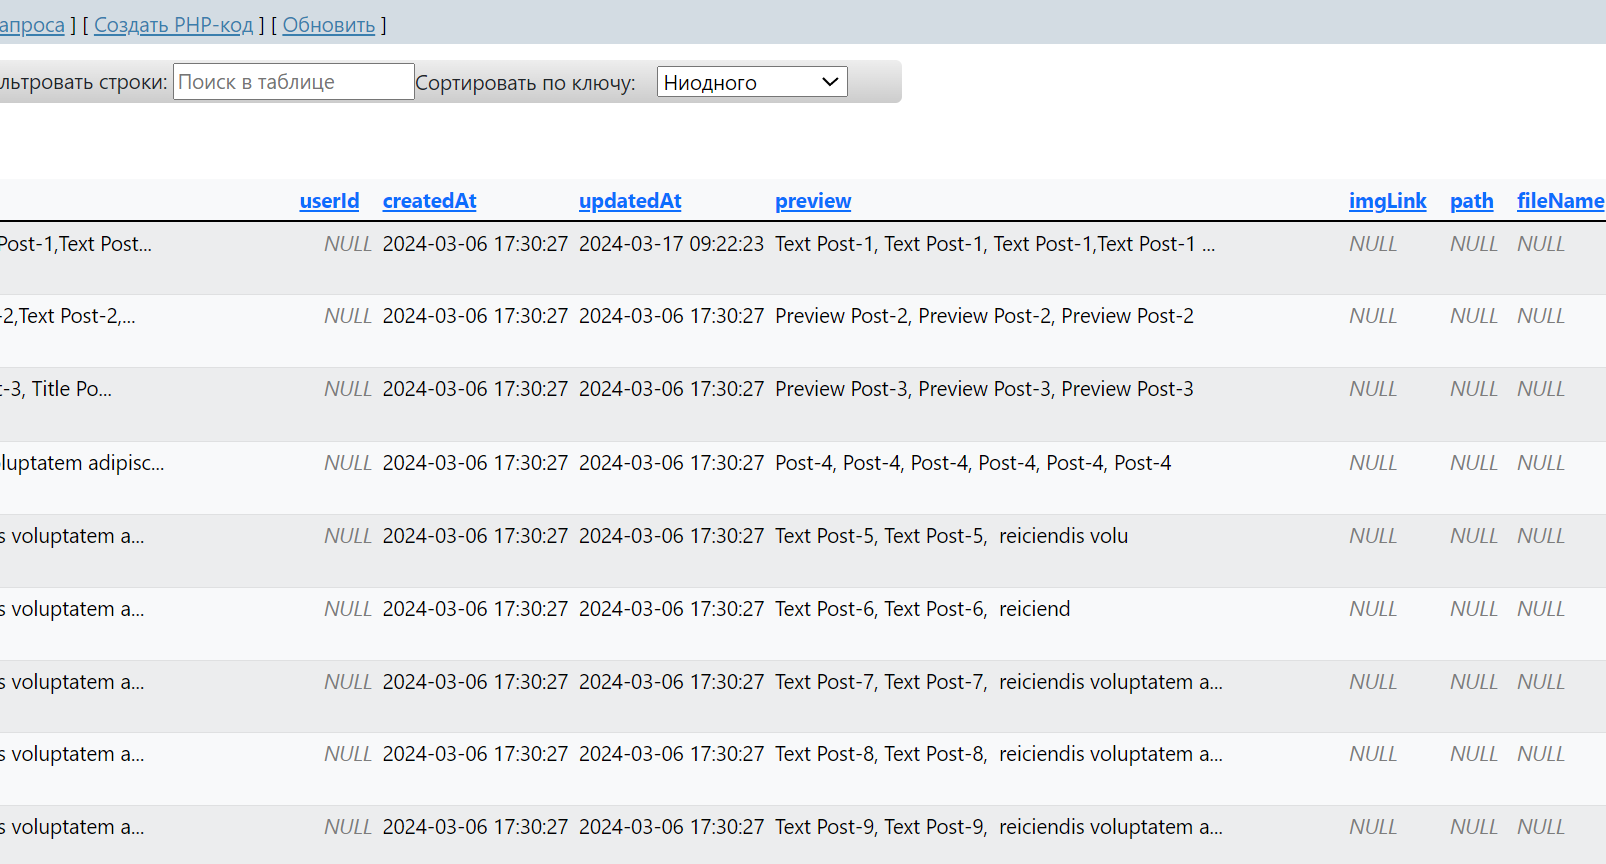 апроса ] [ Создать PHP-код ] [ Обновить ]
льтровать строки: Поиск в таблице Сортировать по ключу: Ниодного
userId createdAt updatedAt preview imgLink path fileName
Post-1,Text Post... NULL 2024-03-06 17:30:27 2024-03-17 09:22:23 Text Post-1, Text Post-1, Text Post-1,Text Post-1 ... NULL NULL NULL
-2,Text Post-2,... NULL 2024-03-06 17:30:27 2024-03-06 17:30:27 Preview Post-2, Preview Post-2, Preview Post-2 NULL NULL NULL
t-3, Title Po... NULL 2024-03-06 17:30:27 2024-03-06 17:30:27 Preview Post-3, Preview Post-3, Preview Post-3 NULL NULL NULL
luptatem adipisc... NULL 2024-03-06 17:30:27 2024-03-06 17:30:27 Post-4, Post-4, Post-4, Post-4, Post-4, Post-4 NULL NULL NULL
s voluptatem a... NULL 2024-03-06 17:30:27 2024-03-06 17:30:27 Text Post-5, Text Post-5,  reiciendis volu NULL NULL NULL
s voluptatem a... NULL 2024-03-06 17:30:27 2024-03-06 17:30:27 Text Post-6, Text Post-6,  reiciend NULL NULL NULL
s voluptatem a... NULL 2024-03-06 17:30:27 2024-03-06 17:30:27 Text Post-7, Text Post-7,  reiciendis voluptatem a... NULL NULL NULL
s voluptatem a... NULL 2024-03-06 17:30:27 2024-03-06 17:30:27 Text Post-8, Text Post-8,  reiciendis voluptatem a... NULL NULL NULL
s voluptatem a... NULL 2024-03-06 17:30:27 2024-03-06 17:30:27 Text Post-9, Text Post-9,  reiciendis voluptatem a... NULL NULL NULL